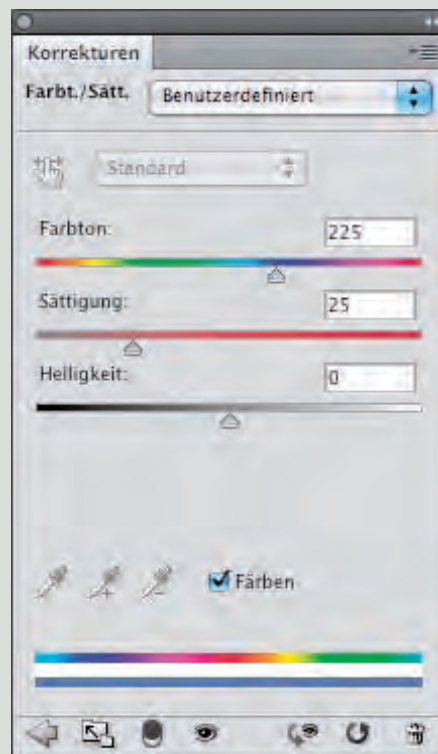 Korrekturen
Farbt./Sätt. Benutzerdefiniert
Standard
Farbton: 225
Sättigung: 25
Helligkeit: 0
Färben